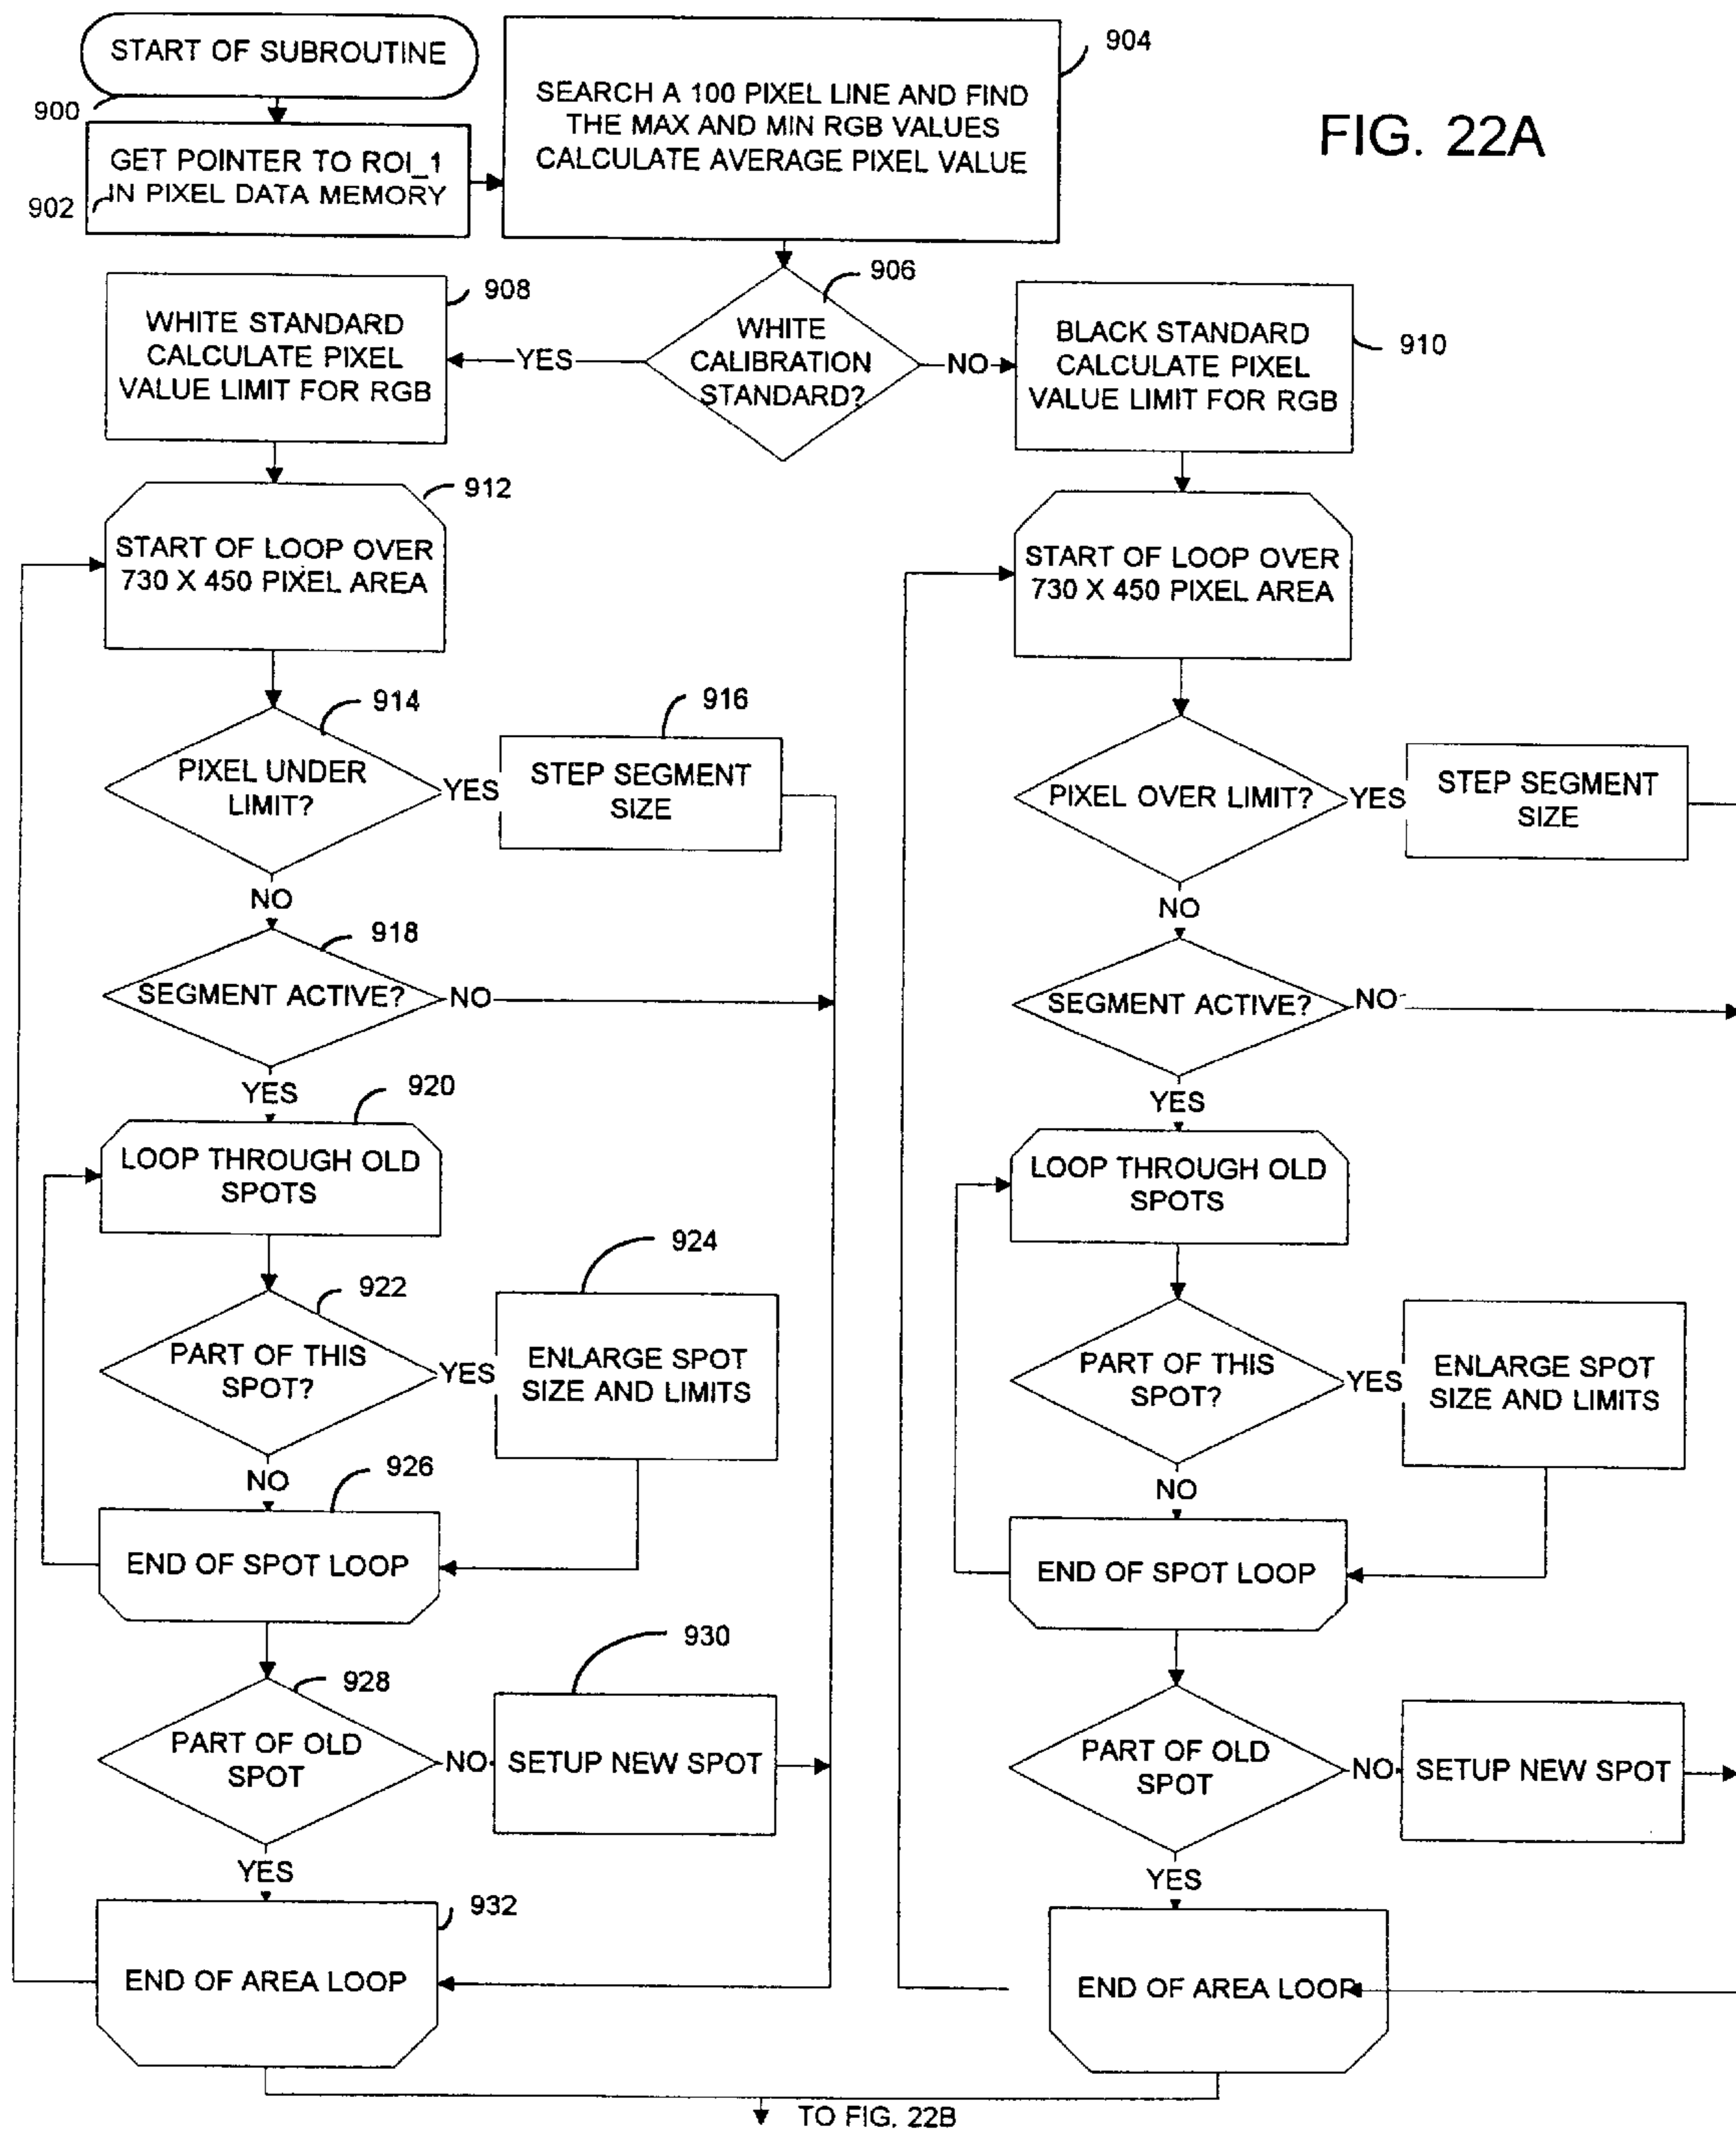 START OF SUBROUTINE
900
GET POINTER TO ROI_1
IN PIXEL DATA MEMORY
902
904
SEARCH A 100 PIXEL LINE AND FIND
THE MAX AND MIN RGB VALUES
CALCULATE AVERAGE PIXEL VALUE
FIG. 22A
906
WHITE
CALIBRATION
STANDARD?
YES
NO
908
WHITE STANDARD
CALCULATE PIXEL
VALUE LIMIT FOR RGB
910
BLACK STANDARD
CALCULATE PIXEL
VALUE LIMIT FOR RGB
912
START OF LOOP OVER
730 X 450 PIXEL AREA
914
PIXEL UNDER
LIMIT?
YES
916
STEP SEGMENT
SIZE
NO
918
SEGMENT ACTIVE?
NO
YES
920
LOOP THROUGH OLD
SPOTS
922
PART OF THIS
SPOT?
YES
924
ENLARGE SPOT
SIZE AND LIMITS
NO
926
END OF SPOT LOOP
928
PART OF OLD
SPOT
NO
930
SETUP NEW SPOT
YES
932
END OF AREA LOOP
START OF LOOP OVER
730 X 450 PIXEL AREA
PIXEL OVER LIMIT?
YES
STEP SEGMENT
SIZE
NO
SEGMENT ACTIVE?
NO
YES
LOOP THROUGH OLD
SPOTS
PART OF THIS
SPOT?
YES
ENLARGE SPOT
SIZE AND LIMITS
NO
END OF SPOT LOOP
PART OF OLD
SPOT
NO
SETUP NEW SPOT
YES
END OF AREA LOOP
TO FIG. 22B